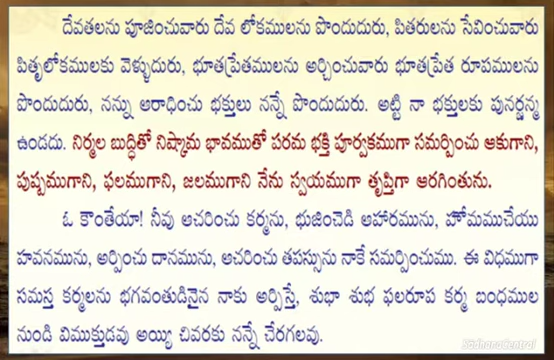 దేవతలను పూజించువారు దేవ లోకములను పొందుదురు, పితరులను సేవించువారు
పితృలోకములకు వెళ్ళుదురు, భూతప్రేతములను అర్చించువారు భూతప్రేత రూపములను
పొందుదురు, నన్ను ఆరాధించు భక్తులు నన్నే పొందుదురు. అట్టి నా భక్తులకు పునర్జన్మ
ఉండదు. నిర్మల బుద్ధితో నిష్కామ భావముతో పరమ భక్తి పూర్వకముగా సమర్పించు ఆకుగాని,
పుష్పముగాని, ఫలముగాని, జలముగాని నేను స్వయముగా తృప్తిగా ఆరగింతును.
ఓ కౌంతేయా! నీవు ఆచరించు కర్మను, భుజించెడి ఆహారమును, హోమముచేయు
హవనమును, అర్పించు దానమును, ఆచరించు తపస్సును నాకే సమర్పించుము. ఈ విధముగా
సమస్త కర్మలను భగవంతుడినైన నాకు అర్పిస్తే, శుభా శుభ ఫలరూప కర్మ బంధముల
నుండి విముక్తుడవు అయ్యి చివరకు నన్నే చేరగలవు.
Sadhanacentral